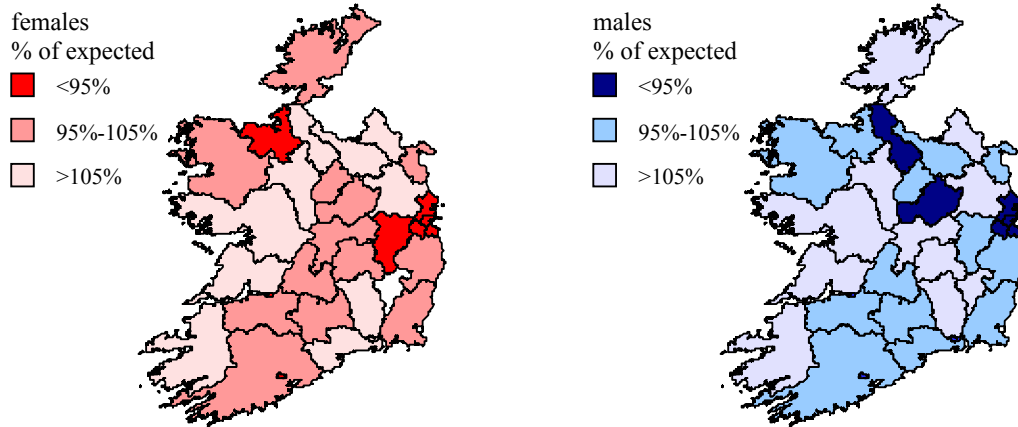 females
% of expected
<95%
95%-105%
>105%
males
% of expected
<95%
95%-105%
>105%